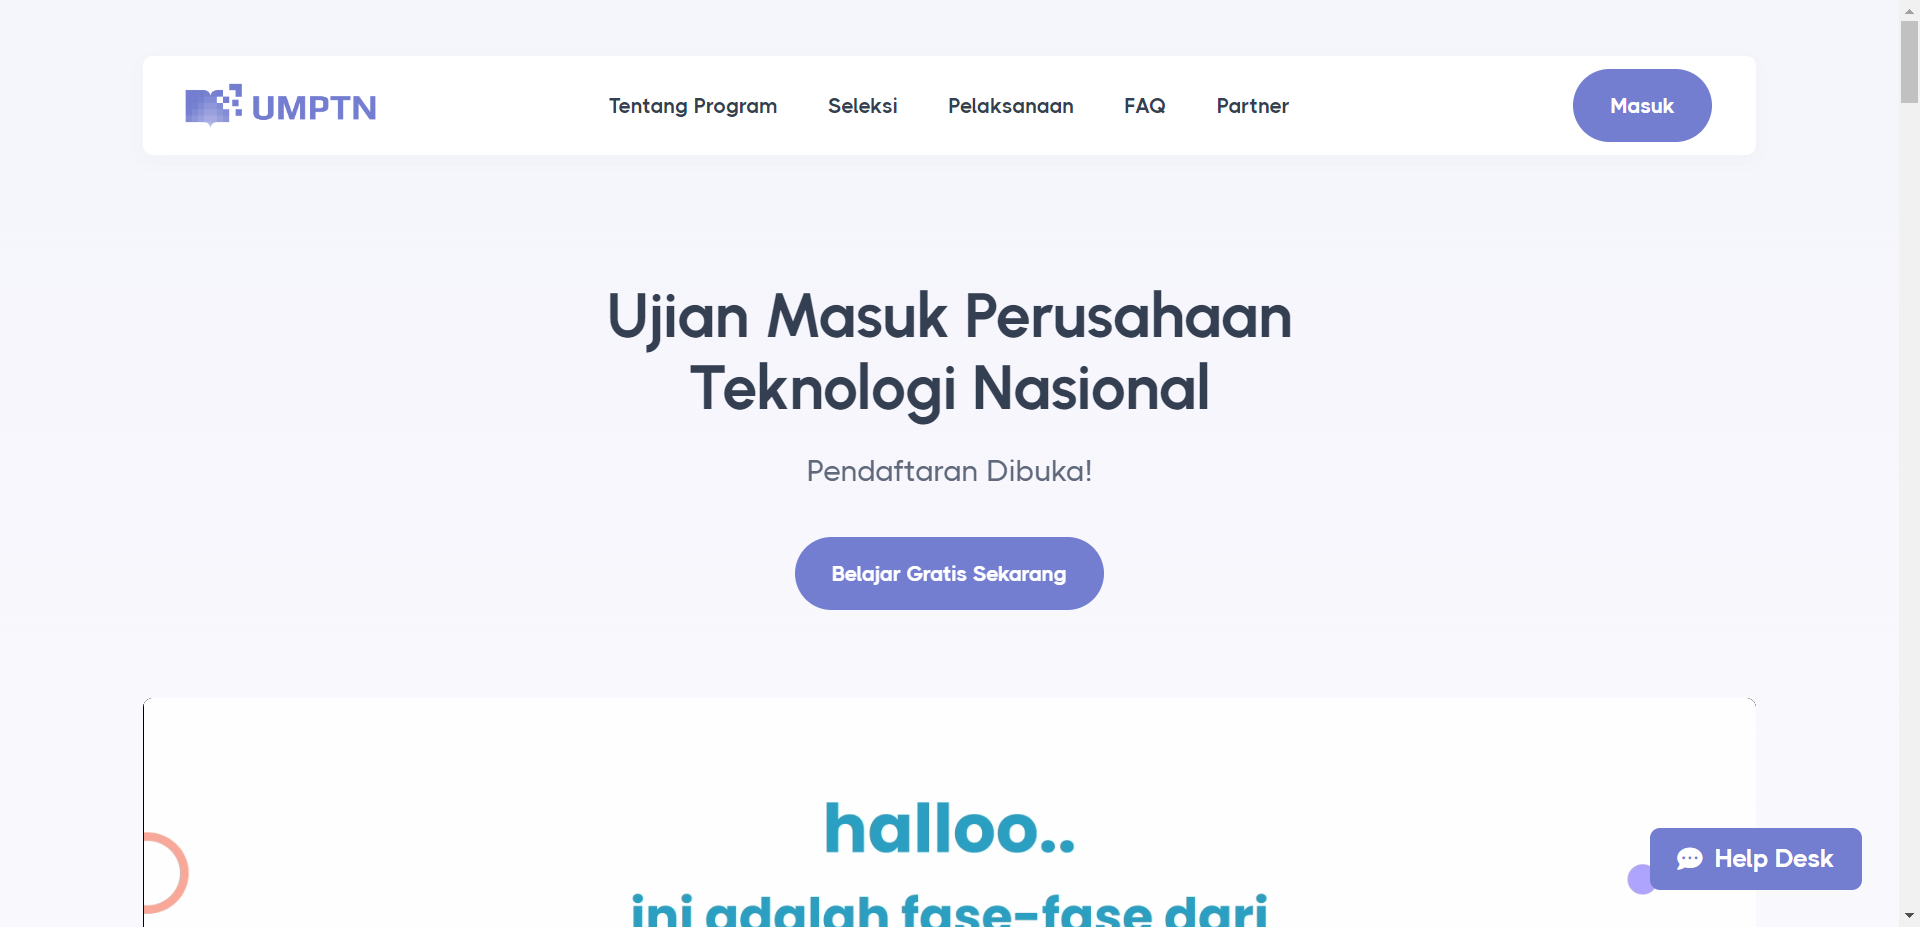 UMPTN
Tentang Program
Seleksi
Pelaksanaan
FAQ
Partner
Masuk
Ujian Masuk Perusahaan
Teknologi Nasional
Pendaftaran Dibuka!
Belajar Gratis Sekarang
halloo..
ini adalah fase-fase dari
Help Desk